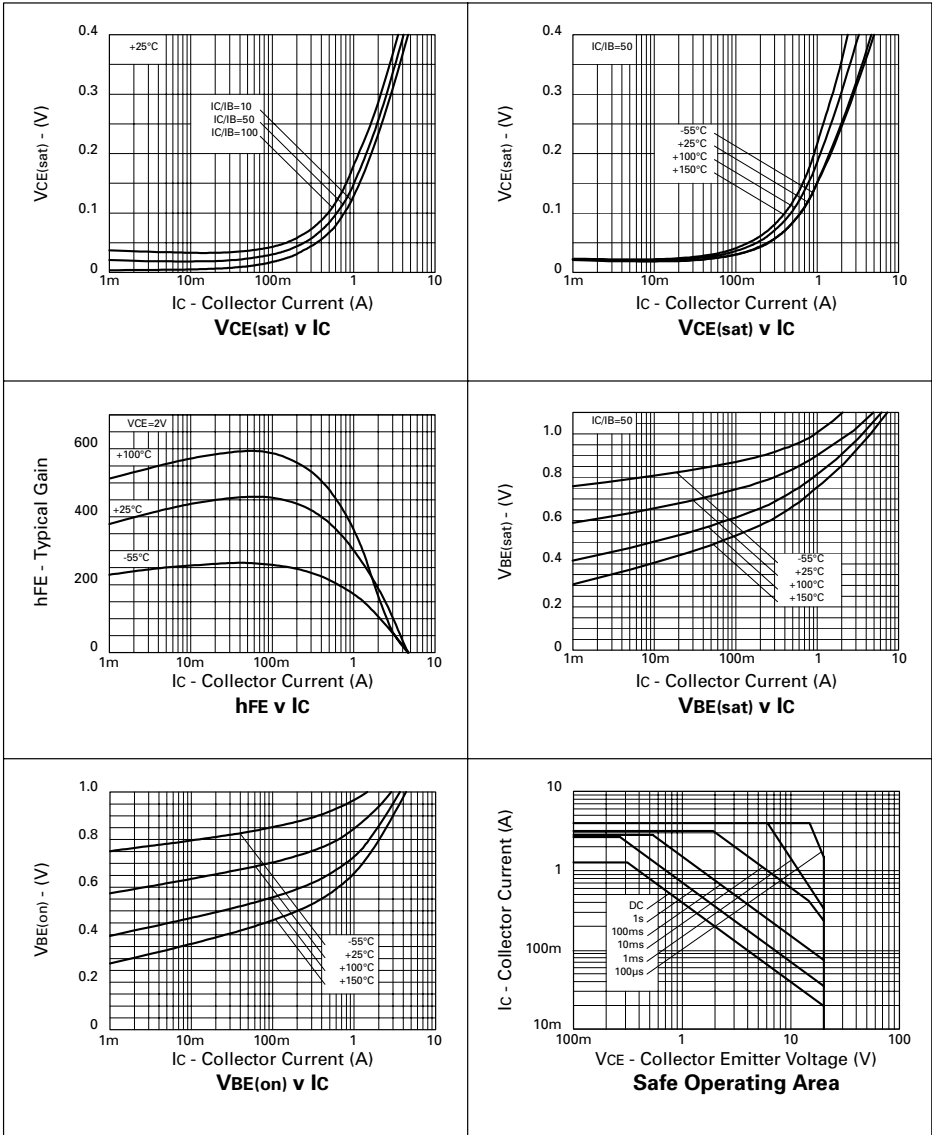 0.4
+25°C
0.3
IC/IB=10
IC/IB=50
IC/IB=100
0.2
0.1
0
VCE(sat) - (V)
1m
10m
100m
1
10
IC - Collector Current (A)
VCE(sat) v IC
0.4
IC/IB=50
0.3
-55°C
+25°C
+100°C
+150°C
0.2
0.1
0
VCE(sat) - (V)
1m
10m
100m
1
10
IC - Collector Current (A)
VCE(sat) v IC
VCE=2V
600
+100°C
400
+25°C
-55°C
200
0
hFE - Typical Gain
1m
10m
100m
1
10
IC - Collector Current (A)
hFE v IC
IC/IB=50
1.0
0.8
0.6
0.4
-55°C
+25°C
+100°C
+150°C
0.2
0
VBE(sat) - (V)
1m
10m
100m
1
10
IC - Collector Current (A)
VBE(sat) v IC
1.0
0.8
0.6
0.4
-55°C
+25°C
+100°C
+150°C
0.2
0
VBE(on) - (V)
1m
10m
100m
1
10
IC - Collector Current (A)
VBE(on) v IC
10
1
DC
1s
100ms
10ms
1ms
100µs
100m
10m
IC - Collector Currrent (A)
100m
1
10
100
VCE - Collector Emitter Voltage (V)
Safe Operating Area